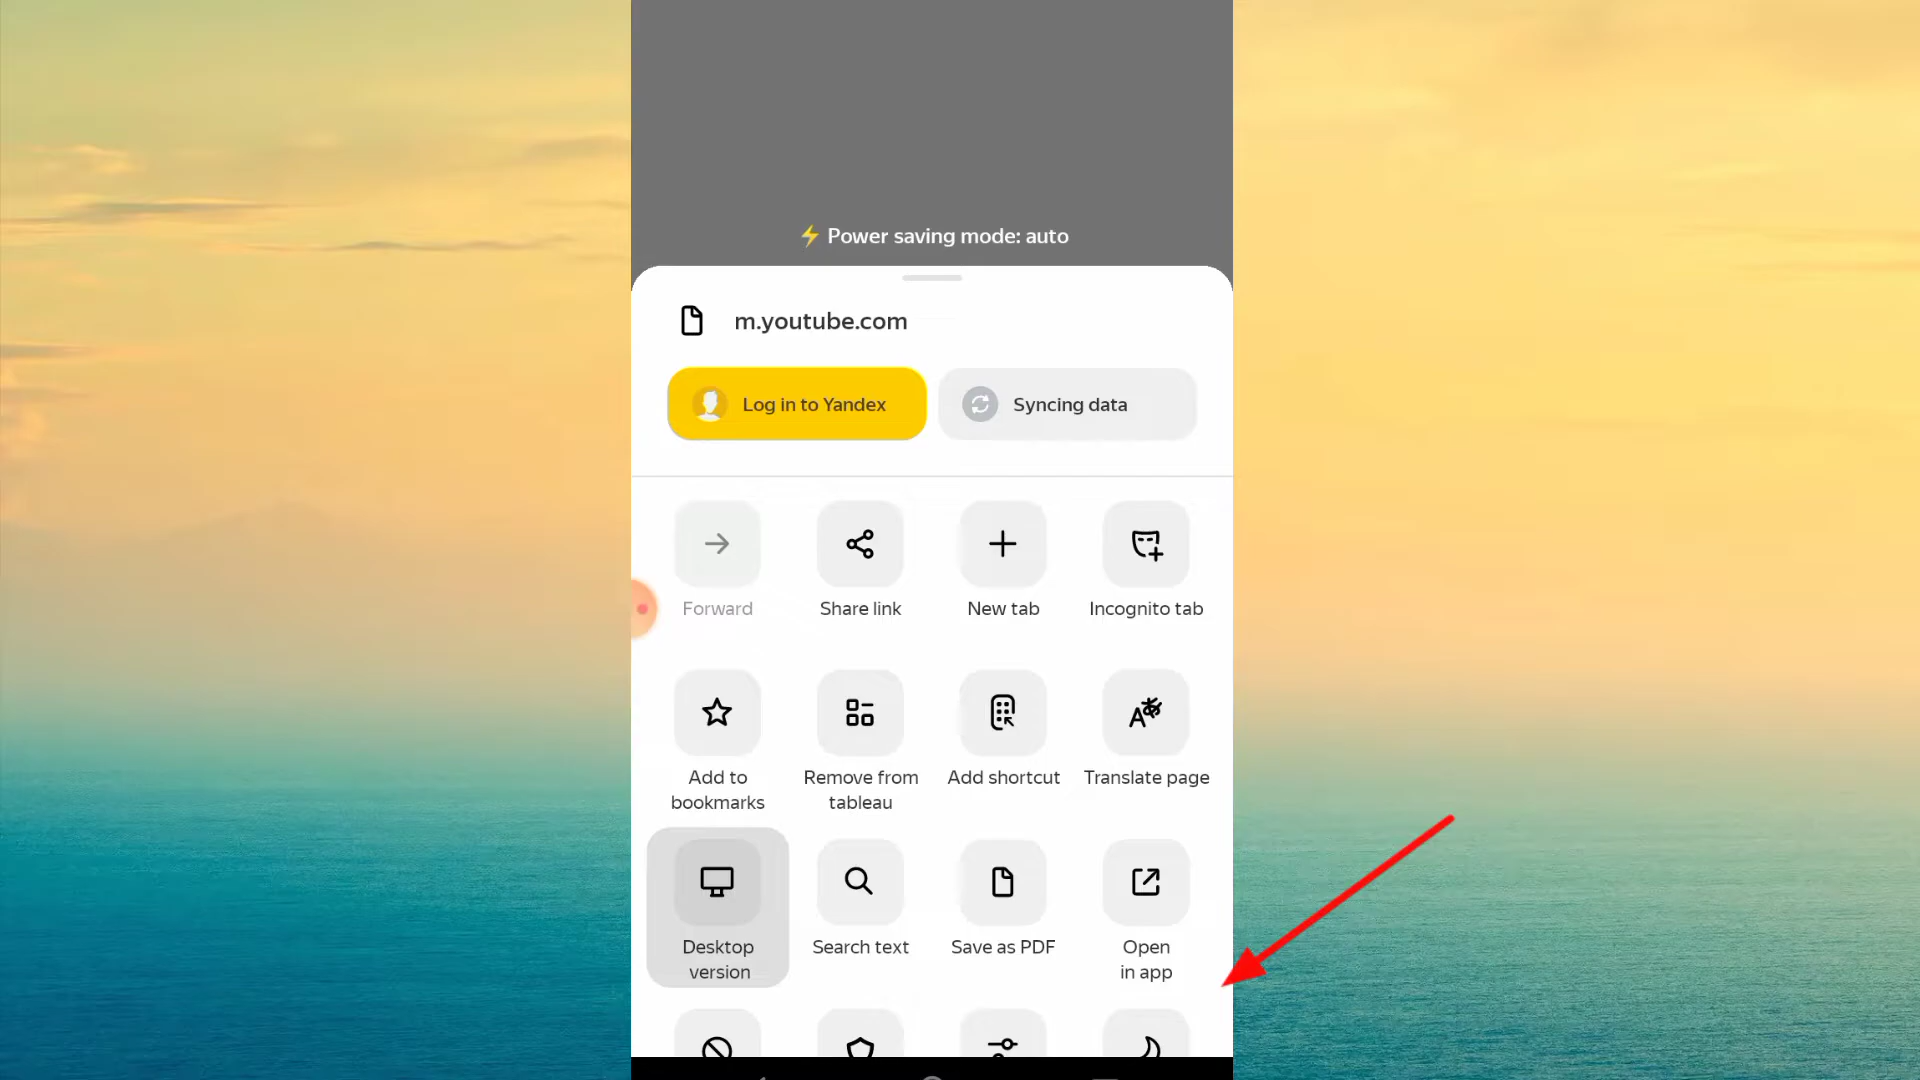 ⚡ Power saving mode: auto
m.youtube.com
Log in to Yandex
Syncing data
Forward
Share link
New tab
Incognito tab
Add to
bookmarks
Remove from
tableau
Add shortcut
Translate page
Desktop
version
Search text
Save as PDF
Open
in app